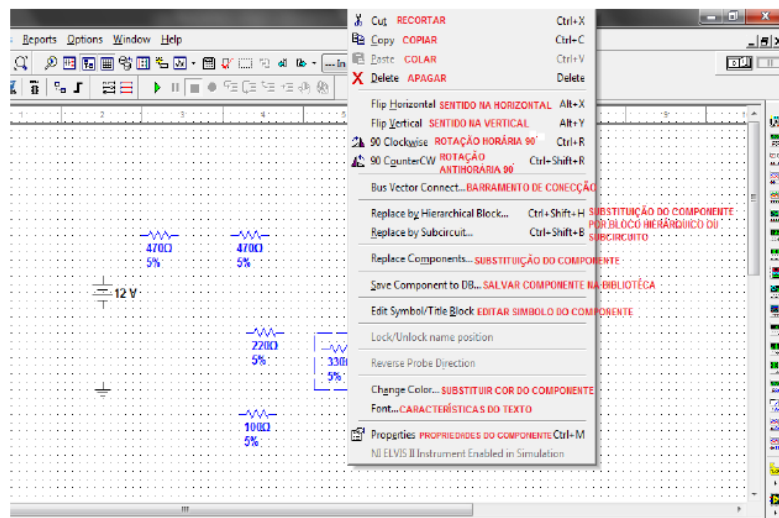 Reports Options Window Help
Cut RECORTAR Ctrl+X
Copy COPIAR Ctrl+C
Paste COLAR Ctrl+V
Delete APAGAR Delete
Flip Horizontal SENTIDO NA HORIZONTAL Alt+X
Flip Vertical SENTIDO NA VERTICAL Alt+Y
90 Clockwise ROTAÇÃO HORÁRIA 90° Ctrl+R
90 CounterCW ROTAÇÃO ANTIHORÁRIA 90° Ctrl+Shift+R
Bus Vector Connect... BARRAMENTO DE CONECÇÃO
Replace by Hierarchical Block... Ctrl+Shift+H
Replace by Subcircuit... Ctrl+Shift+B
SUBSTITUIÇÃO DO COMPONENTE
POR BLOCO HIERÁRQUICO OU
SUBCIRCUITO
Replace Components... SUBSTITUIÇÃO DO COMPONENTE
Save Component to DB... SALVAR COMPONENTE NA BIBLIOTÉCA
Edit Symbol/Title Block EDITAR SIMBOLO DO COMPONENTE
Lock/Unlock name position
Reverse Probe Direction
Change Color... SUBSTITUIR COR DO COMPONENTE
Font... CARACTERÍSTICAS DO TEXTO
Properties PROPRIEDADES DO COMPONENTE Ctrl+M
NI ELVIS II Instrument Enabled in Simulation
470Ω
5%
470Ω
5%
12 V
220Ω
5%
5%
100Ω
5%